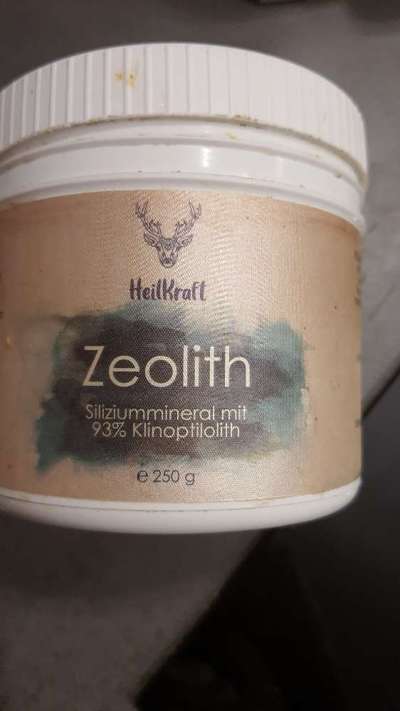 HeilKraft
Zeolith
Siliziummineral mit
93% Klinoptilolith
℮ 250 g